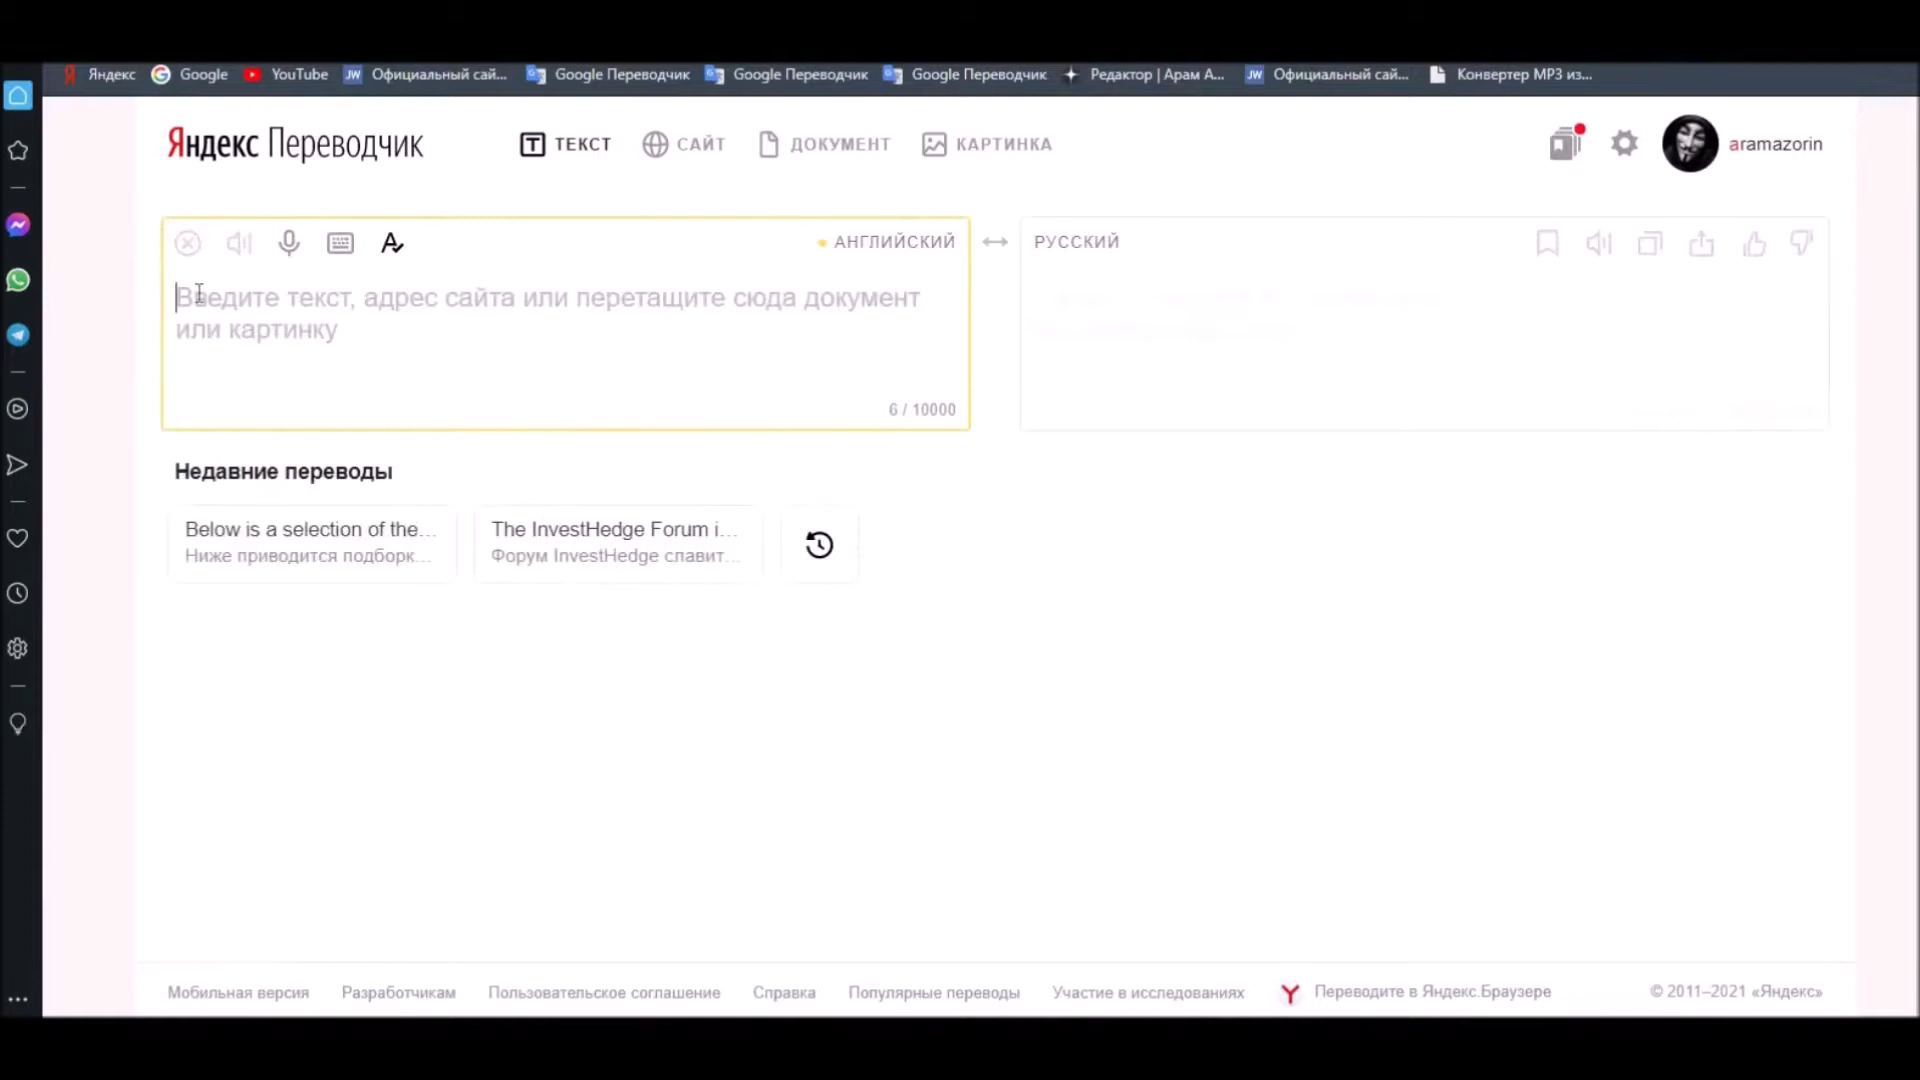 Яндекс Google YouTube Официальный сай... Google Переводчик Google Переводчик Google Переводчик Редактор | Арам А... Официальный сай... Конвертер MP3 из...
Яндекс Переводчик ТЕКСТ САЙТ ДОКУМЕНТ КАРТИНКА aramazorin
АНГЛИЙСКИЙ РУССКИЙ
Введите текст, адрес сайта или перетащите сюда документ
или картинку
6 / 10000
Недавние переводы
Below is a selection of the... The InvestHedge Forum i...
Ниже приводится подборк... Форум InvestHedge славит...
Мобильная версия Разработчикам Пользовательское соглашение Справка Популярные переводы Участие в исследованиях Переводите в Яндекс.Браузере © 2011–2021 «Яндекс»